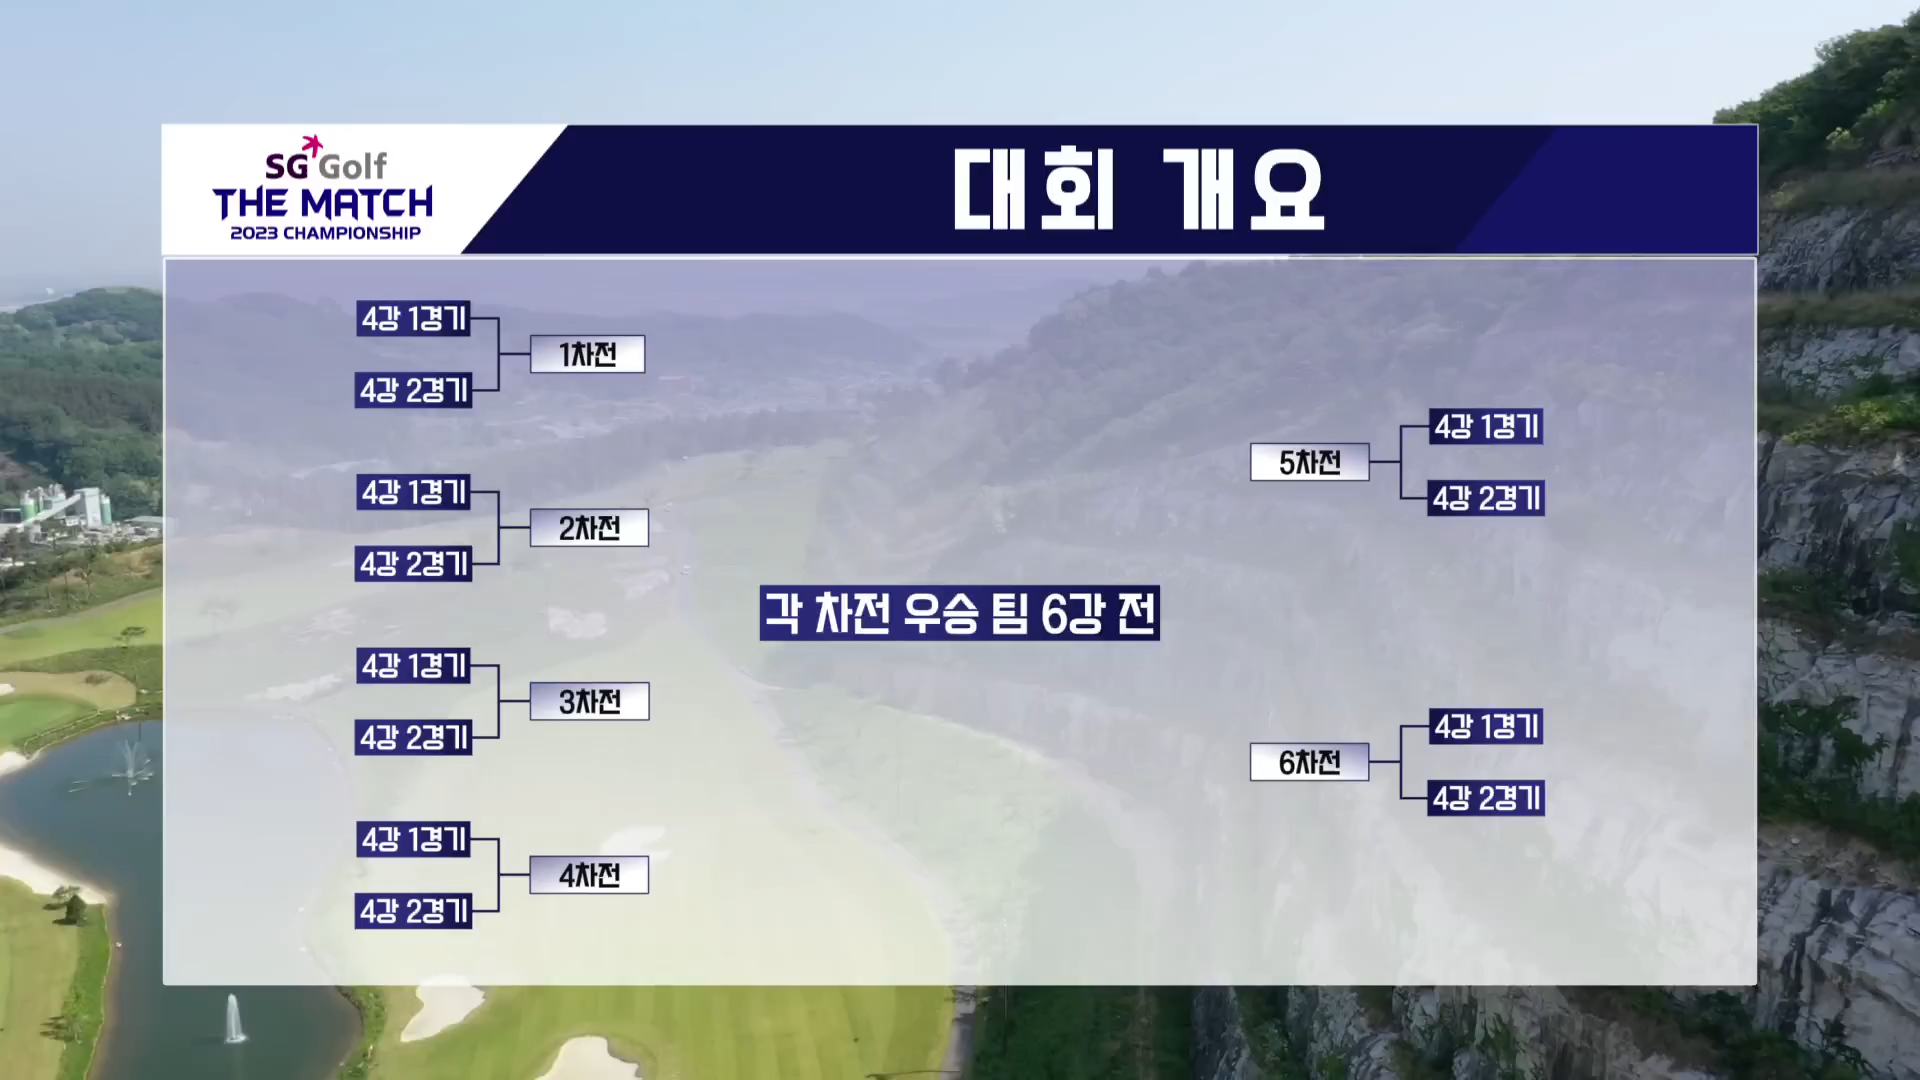 SG Golf
THE MATCH
2023 CHAMPIONSHIP
대회 개요
4강 1경기
1차전
4강 2경기
4강 1경기
2차전
4강 2경기
4강 1경기
3차전
4강 2경기
4강 1경기
4차전
4강 2경기
각 차전 우승 팀 6강 전
4강 1경기
5차전
4강 2경기
4강 1경기
6차전
4강 2경기